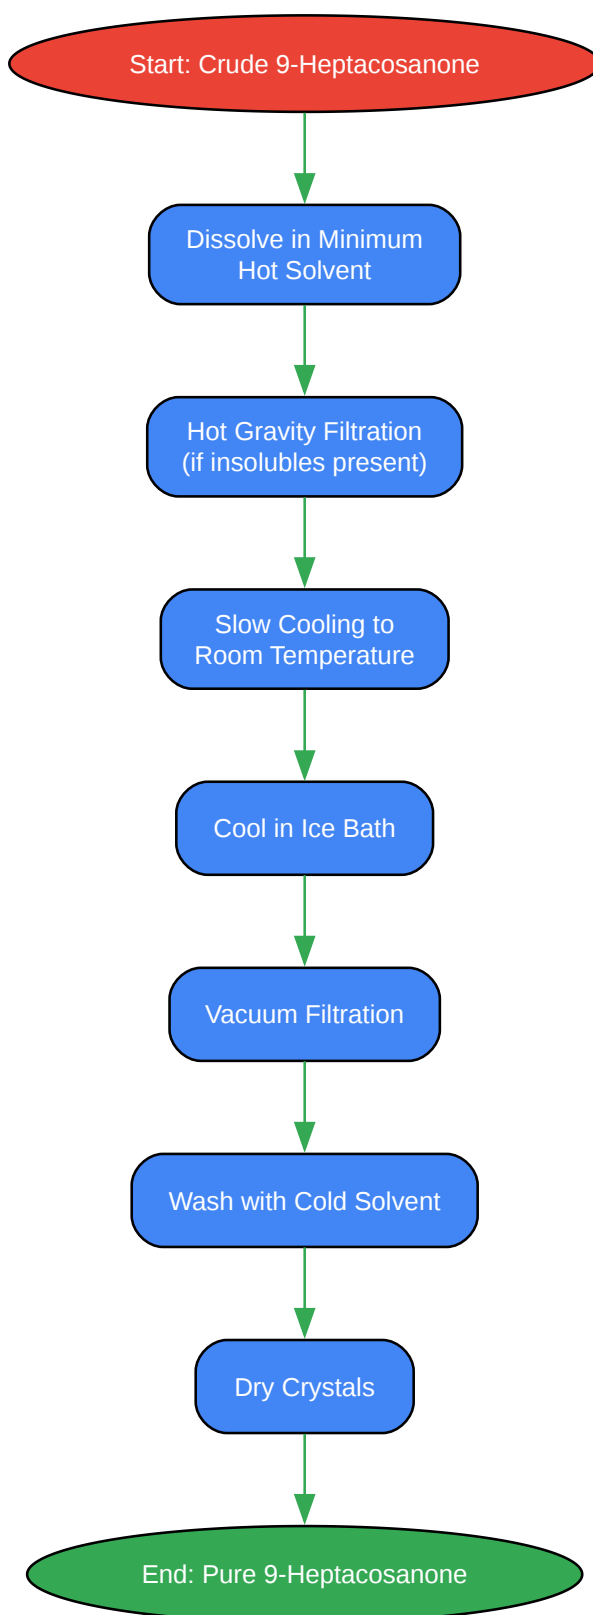 Start: Crude 9-Heptacosanone
Dissolve in Minimum
Hot Solvent
Hot Gravity Filtration
(if insolubles present)
Slow Cooling to
Room Temperature
Cool in Ice Bath
Vacuum Filtration
Wash with Cold Solvent
Dry Crystals
End: Pure 9-Heptacosanone